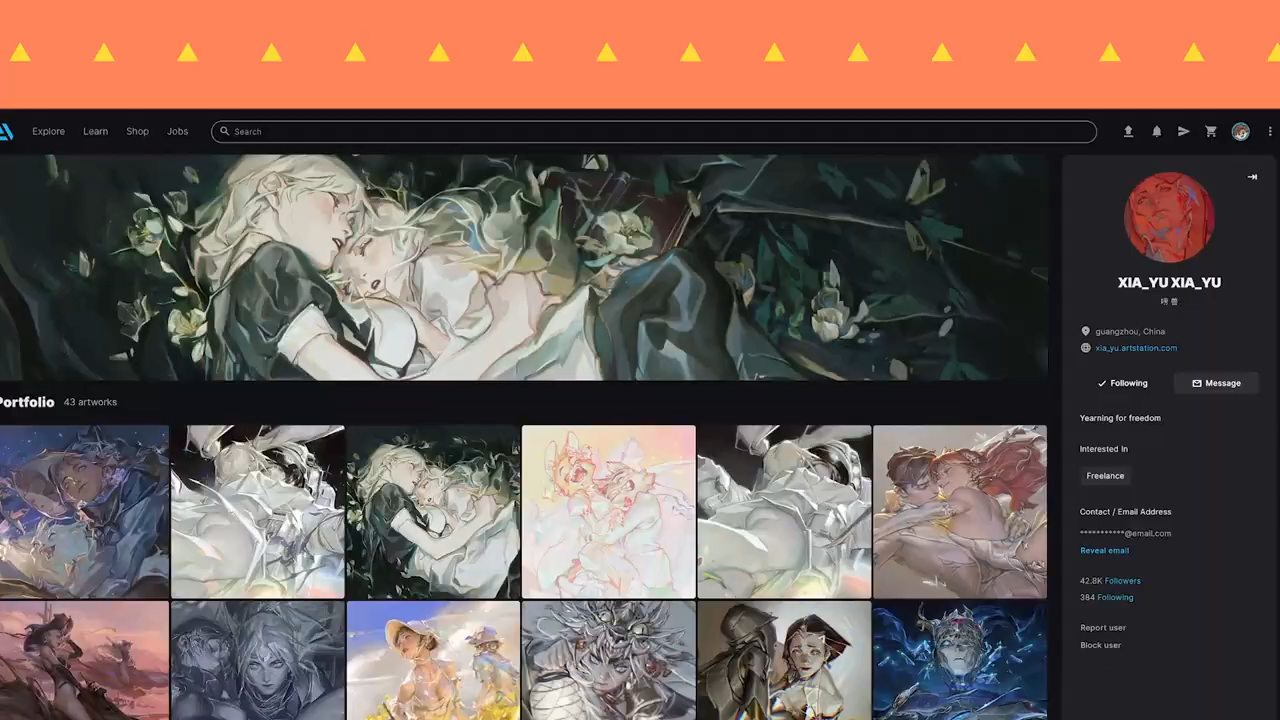 Explore Learn Shop Jobs Search
XIA_YU XIA_YU
guangzhou, China
xia_yu.artstation.com
Following Message
Portfolio 43 artworks
Yearning for freedom
Interested In
Freelance
Contact / Email Address
***********@email.com
Reveal email
42.8K Followers
384 Following
Report user
Block user